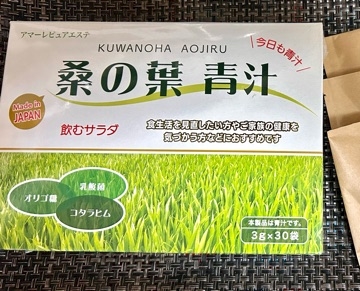 アマーレピュアエステ
KUWANOHA AOJIRU
＼今日も青汁／
桑の葉 青汁
Made in
JAPAN
飲むサラダ
食生活を見直したい方やご家族の健康を
気づかう方などにおすすめです
乳酸菌
オリゴ糖
コタラヒム
本製品は青汁です。
3g×30袋